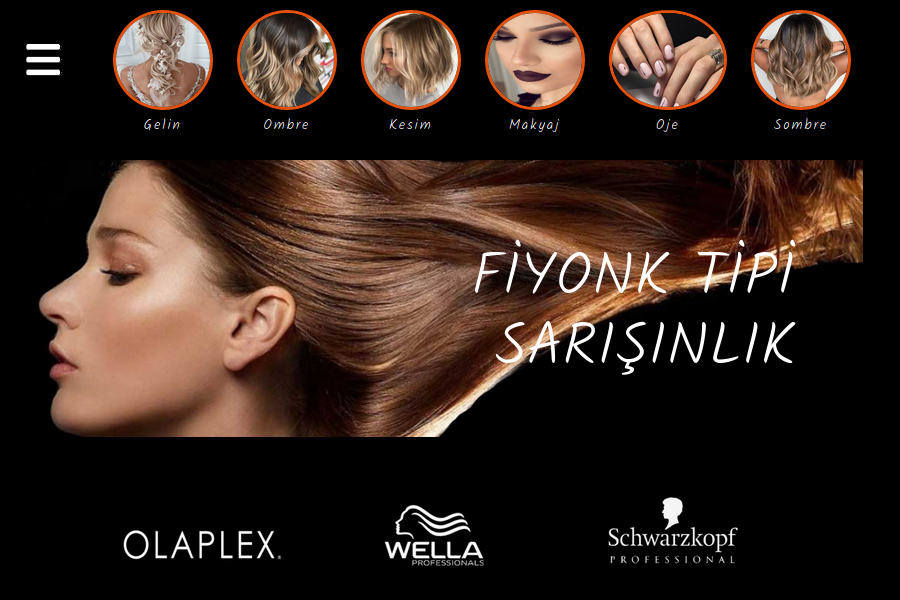 Gelin
Ombre
Kesim
Makyaj
Oje
Sombre
FİYONK TİPİ
SARIŞINLIK
OLAPLEX.
WELLA
PROFESSIONALS
Schwarzkopf
PROFESSIONAL